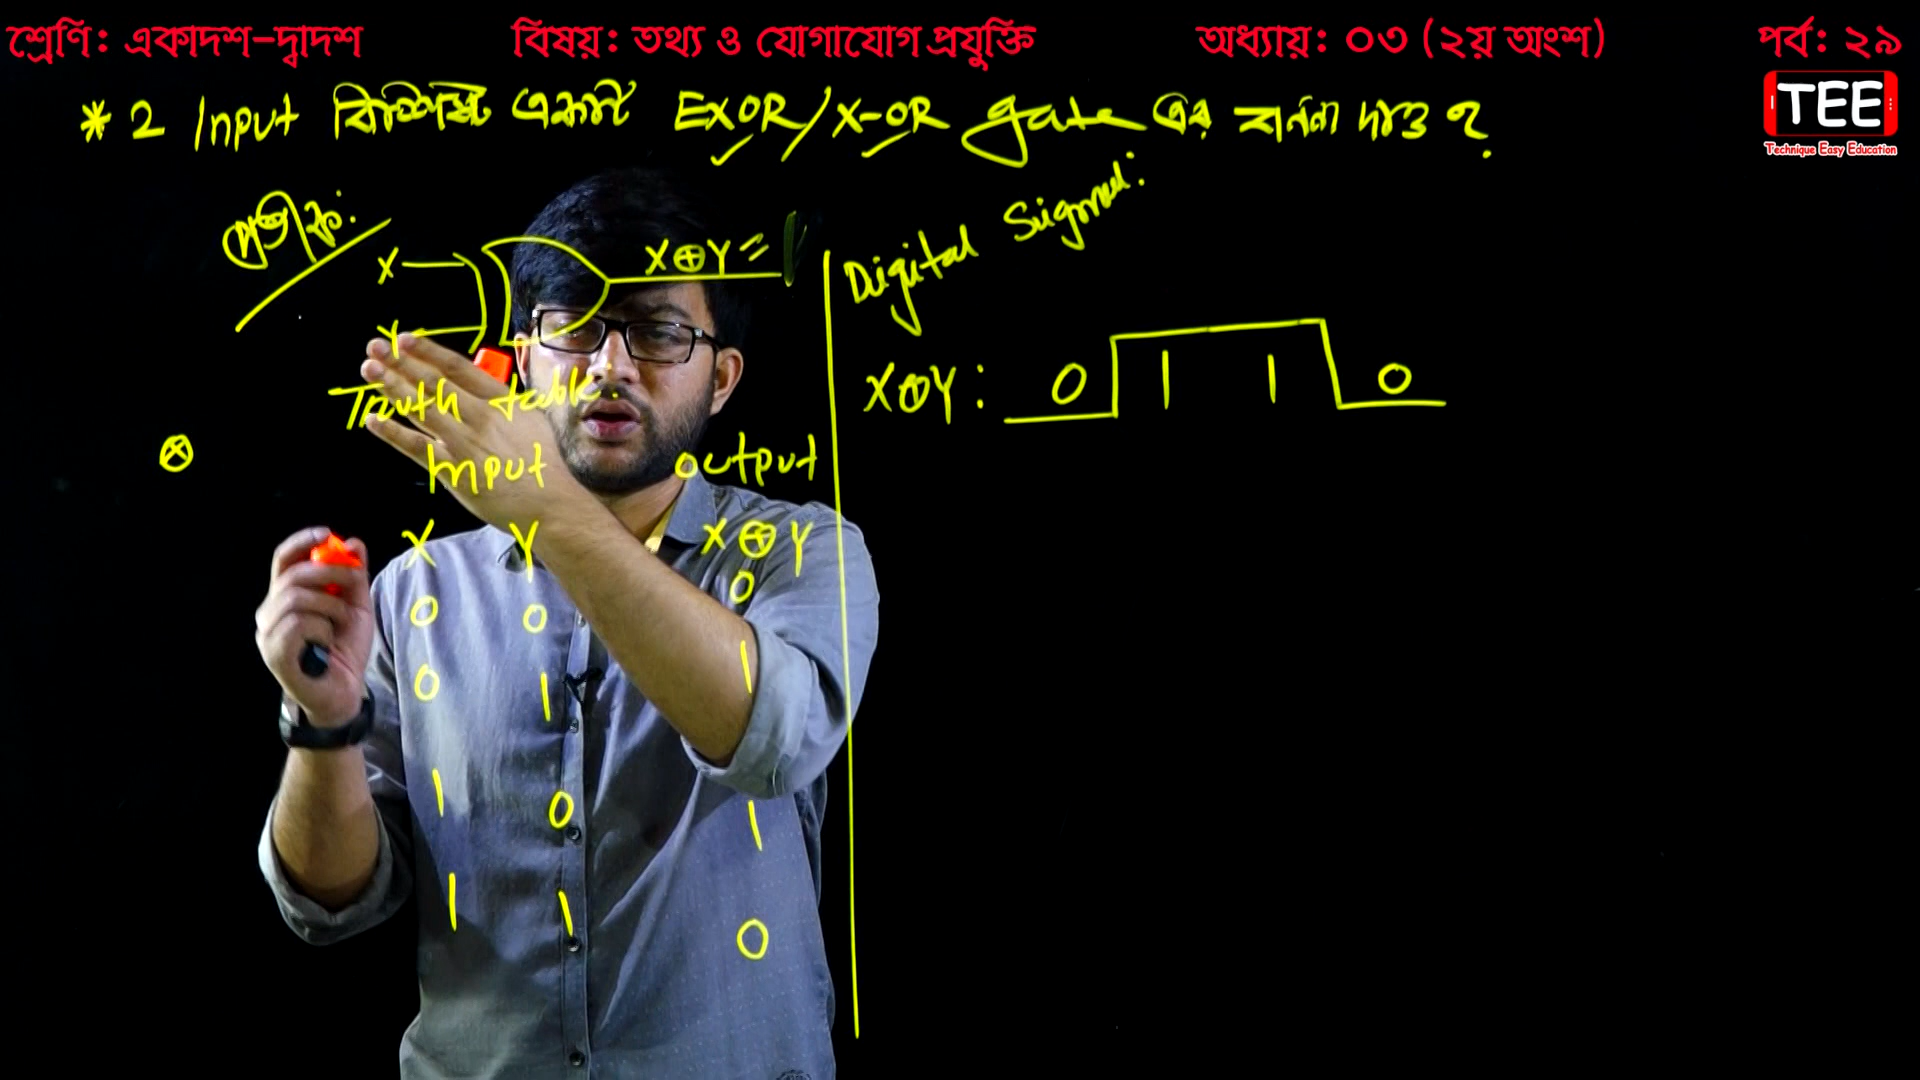 শ্রেণি: একাদশ-দ্বাদশ বিষয়: তথ্য ও যোগাযোগ প্রযুক্তি অধ্যায়: ০৩ (২য় অংশ) পর্ব: ২৯
TEE
Technique Easy Education
* 2 Input বিশিষ্ট একটি EXOR/X-OR gate এর বর্ননা দাও ?
প্রতীক:
X
Y
X⊕Y =
Truth table:
Input output
X Y X⊕Y
0 0 0
0 1 1
1 0 1
1 1 0
⊗
Digital Signal:
X⊕Y: 0 1 1 0